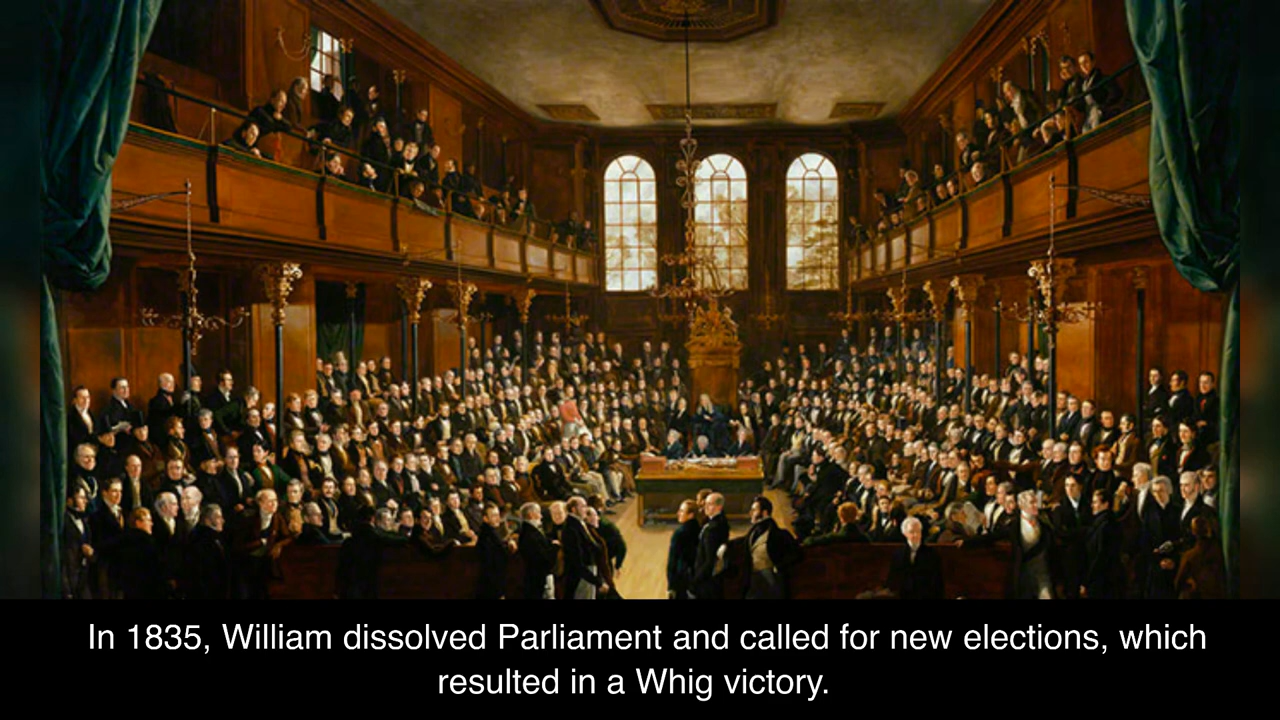 In 1835, William dissolved Parliament and called for new elections, which
resulted in a Whig victory.